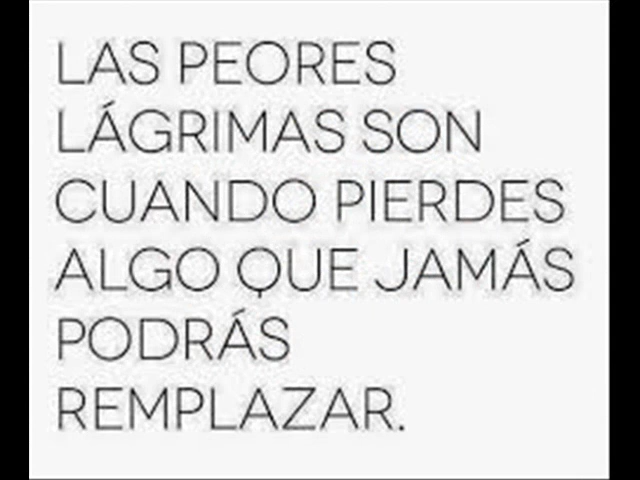 LAS PEORES
LÁGRIMAS SON
CUANDO PIERDES
ALGO QUE JAMÁS
PODRÁS
REMPLAZAR.